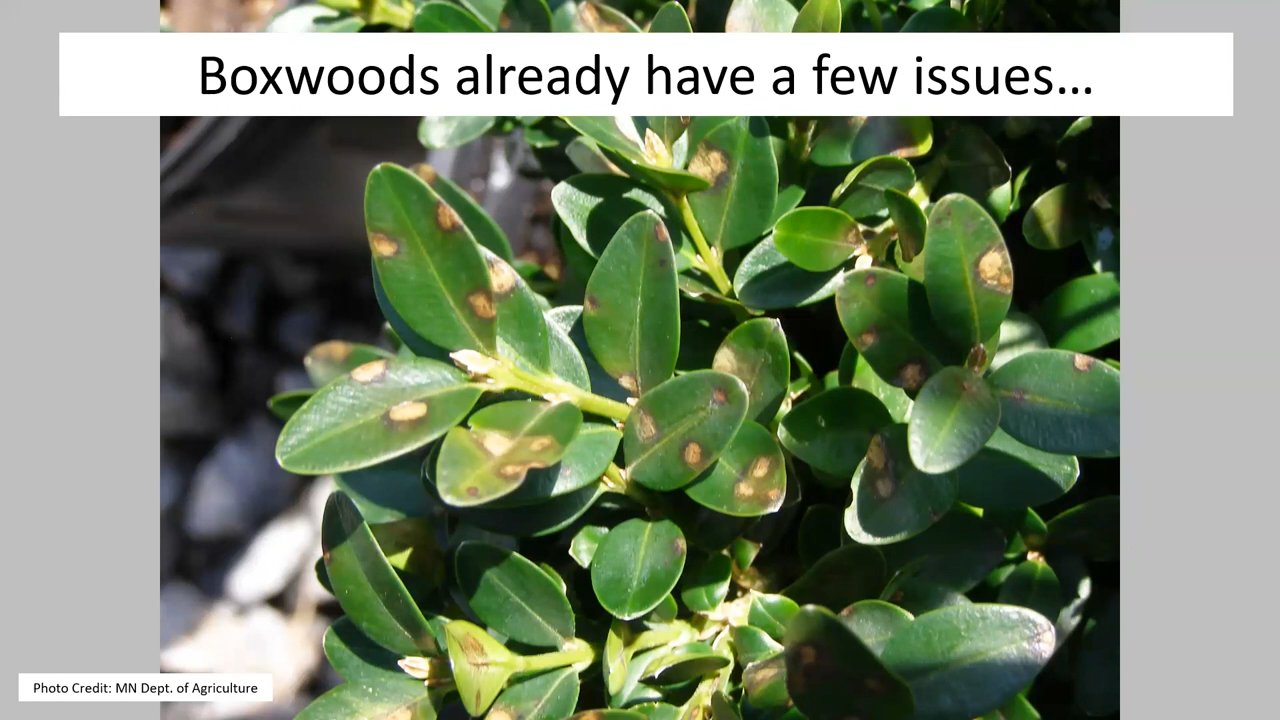 Boxwoods already have a few issues…
Photo Credit: MN Dept. of Agriculture